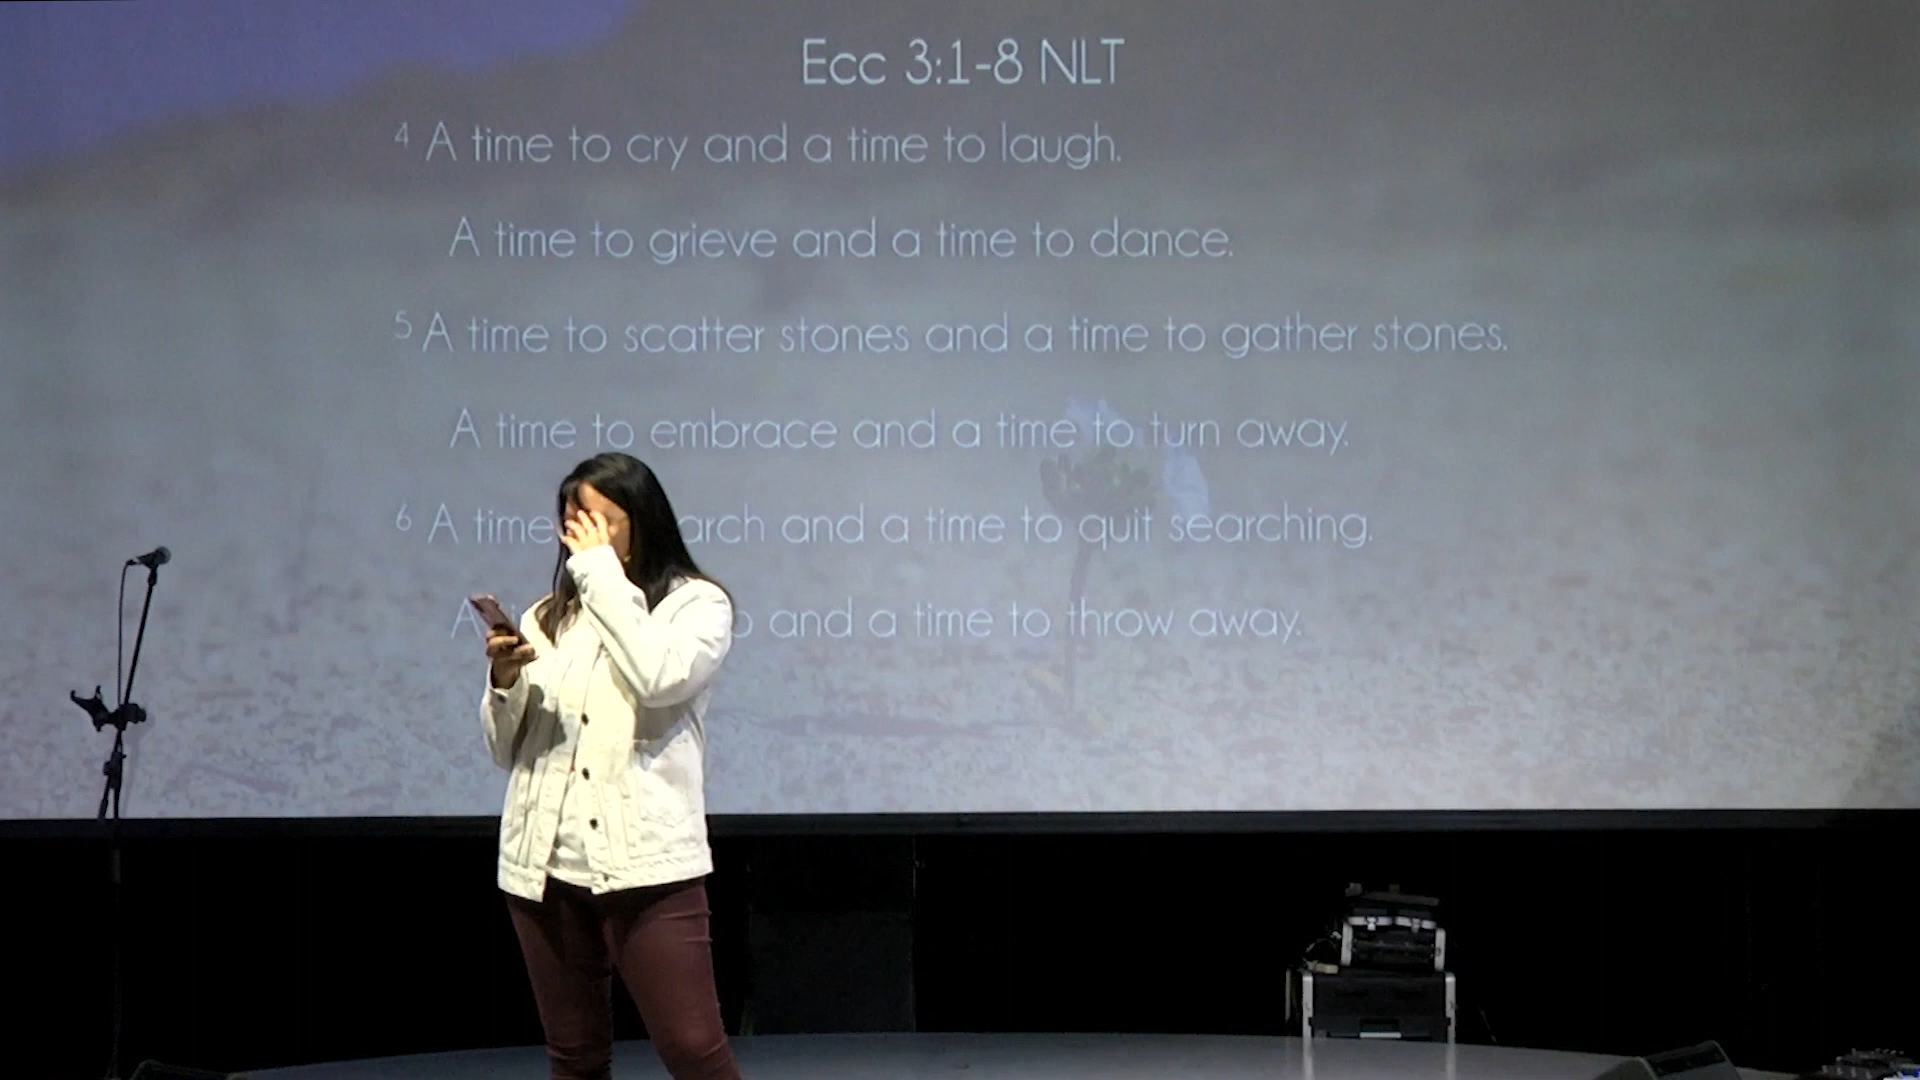 Ecc 3:1-8 NLT
4 A time to cry and a time to laugh.
A time to grieve and a time to dance.
5 A time to scatter stones and a time to gather stones.
A time to embrace and a time to turn away.
6 A time and a time to quit searching.
A and a time to throw away.